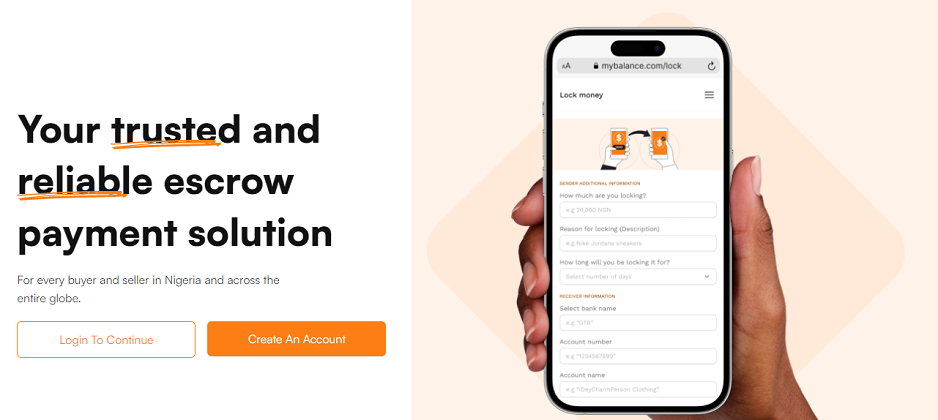 Your trusted and
reliable escrow
payment solution
For every buyer and seller in Nigeria and across the
entire globe.
Login To Continue
Create An Account
AA mybalance.com/lock
Lock money
$ $
SENDER ADDITIONAL INFORMATION
How much are you locking?
e.g 20,100 NGN
Reason for locking (Description)
e.g Nike Jordans sneakers
How long will you be locking it for?
Select number of days
RECEIVER INFORMATION
Select bank name
e.g "GTB"
Account number
e.g "1234567890"
Account name
e.g "IDeyCharmPerson Clothing"